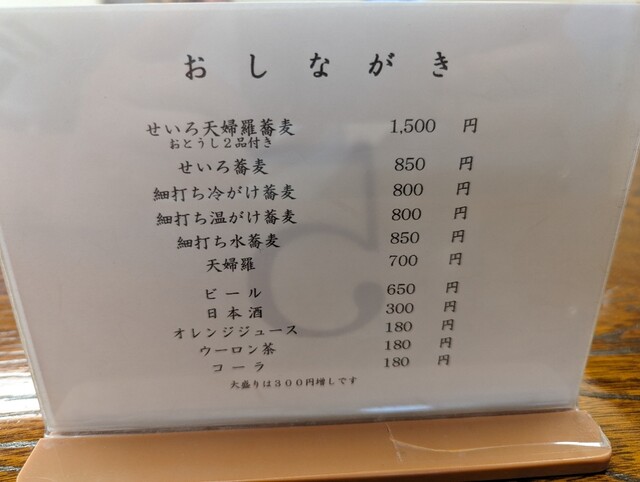 おしながき
せいろ天婦羅蕎麦 1,500 円
おとうし2品付き
せいろ蕎麦 850 円
細打ち冷がけ蕎麦 800 円
細打ち温がけ蕎麦 800 円
細打ち水蕎麦 850 円
天婦羅 700 円
ビール 650 円
日本酒 300 円
オレンジジュース 180 円
ウーロン茶 180 円
コーラ 180 円
大盛りは300円増しです